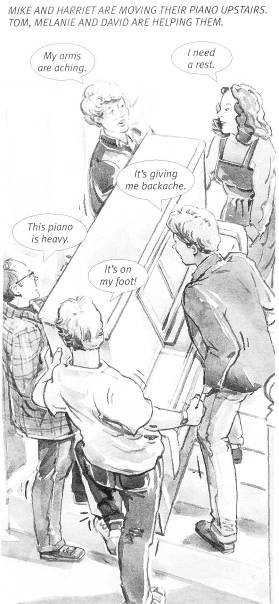 MIKE AND HARRIET ARE MOVING THEIR PIANO UPSTAIRS.
TOM, MELANIE AND DAVID ARE HELPING THEM.
My arms
are aching.
I need
a rest.
It's giving
me backache.
This piano
is heavy.
It's on
my foot!